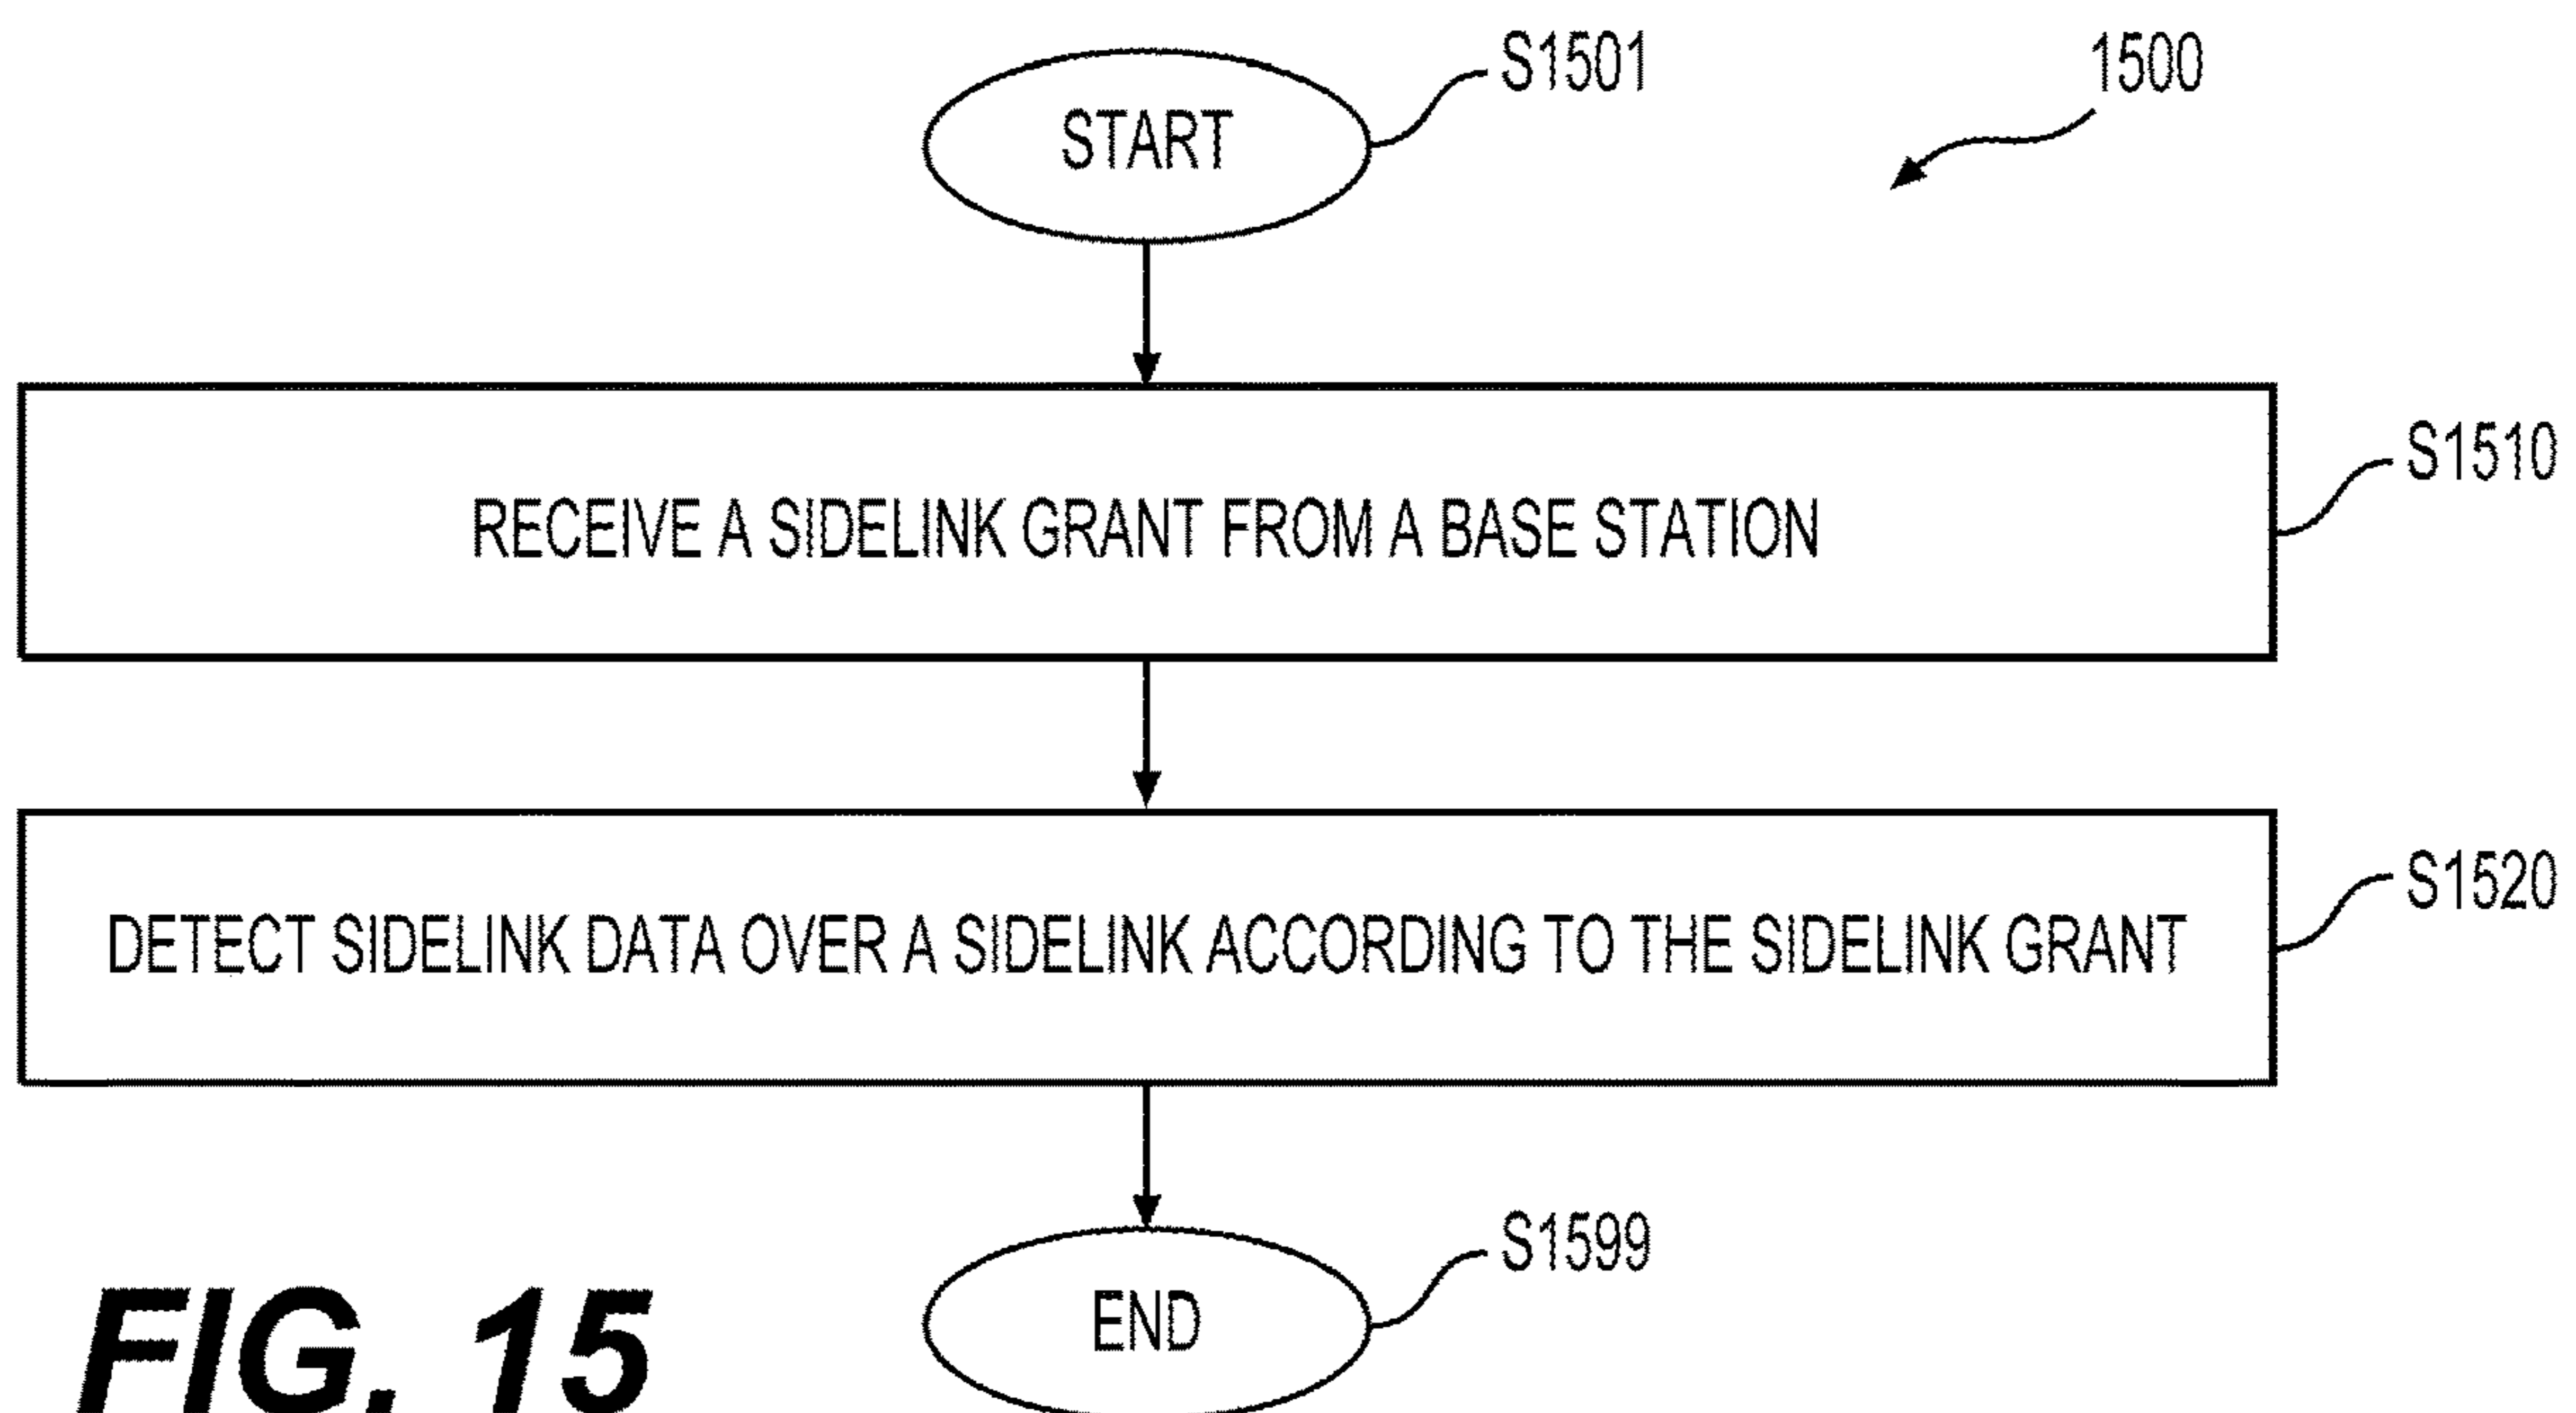 START
S1501
1500
RECEIVE A SIDELINK GRANT FROM A BASE STATION
S1510
DETECT SIDELINK DATA OVER A SIDELINK ACCORDING TO THE SIDELINK GRANT
S1520
END
S1599
FIG. 15